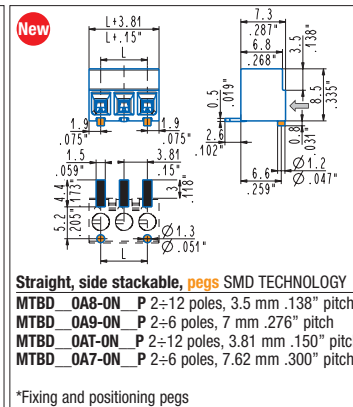 New
L+3.81
L+.15"
L
7.3
.287"
6.8
.268"
3.5
.138"
8.5
.335"
0.5
.019"
0.8
.031"
1.9
.075"
1.9
.075"
2.6
.102"
1.5
.059"
3.81
.15"
6.6
.259"
Ø1.2
Ø.047"
4.4
.173"
3
.118"
5.2
.205"
Ø1.3
Ø.051"
L
Straight, side stackable, pegs SMD TECHNOLOGY
MTBD__0A8-0N__P 2÷12 poles, 3.5 mm .138” pitch
MTBD__0A9-0N__P 2÷6 poles, 7 mm .276” pitch
MTBD__0AT-0N__P 2÷12 poles, 3.81 mm .150” pitc
MTBD__0A7-0N__P 2÷6 poles, 7.62 mm .300” pitch
*Fixing and positioning pegs